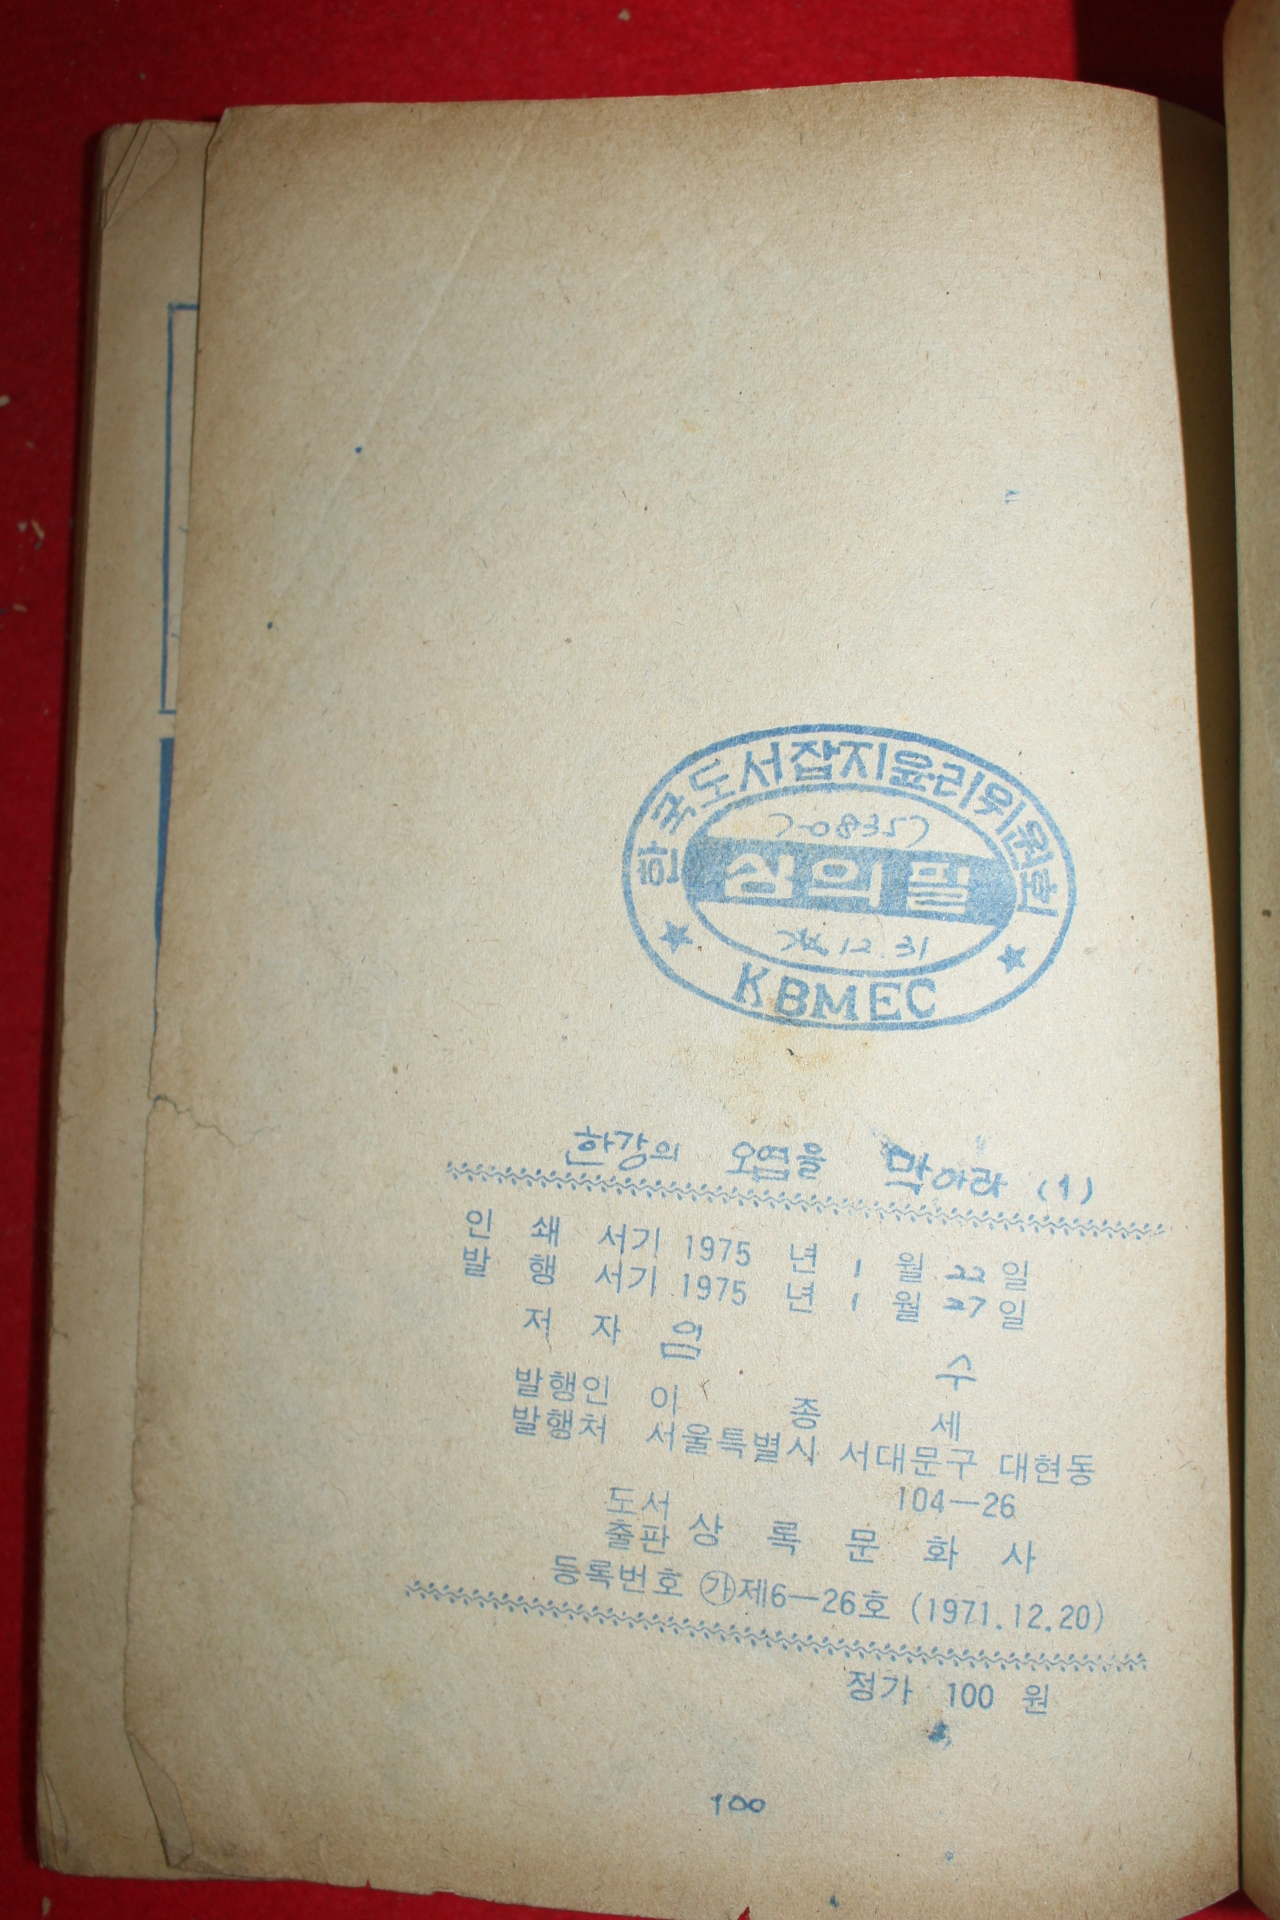 한국도서잡지윤리위원회
7-08357
심의필
74.12.31
KBMEC
한강의 오염을 막아라 (1)
인 쇄 서기 1975 년 1 월 22 일
발 행 서기 1975 년 1 월 27 일
저 자 엄 수
발행인 이 종 세
발행처 서울특별시 서대문구 대현동
104—26
도서
출판 상 록 문 화 사
등록번호 ㉮제6—26호 (1971.12.20)
정가 100 원
100